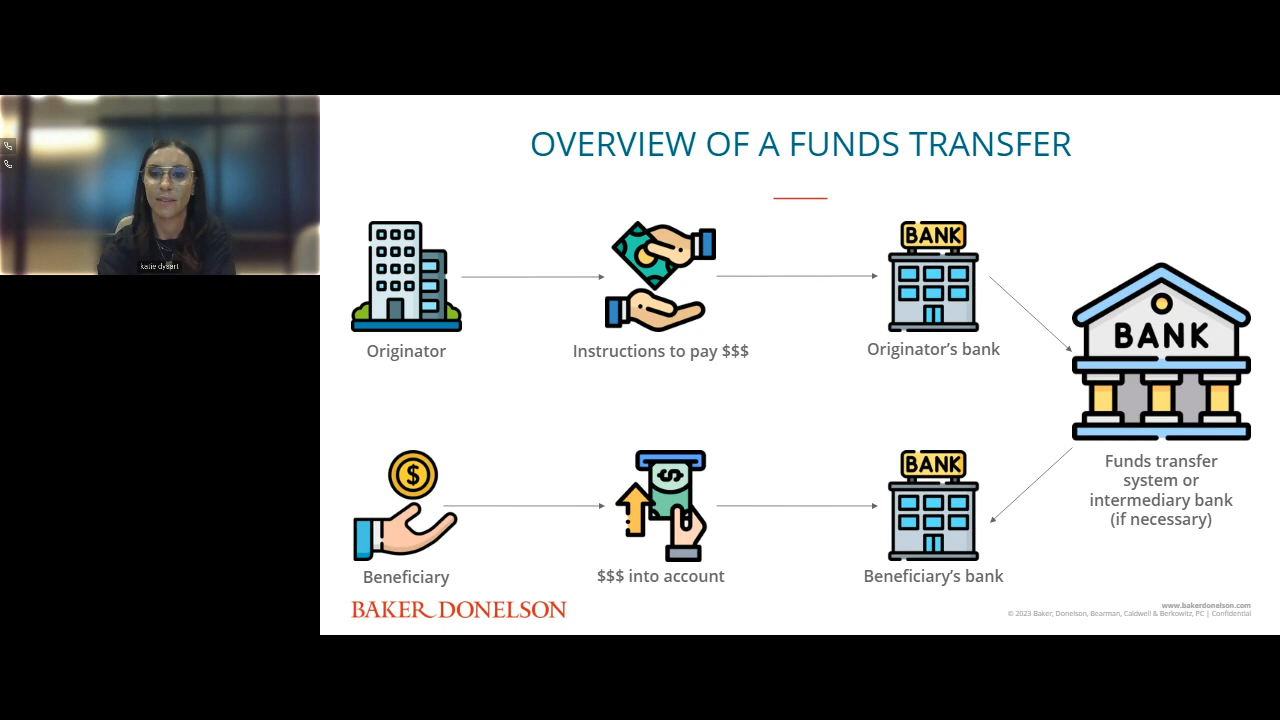 OVERVIEW OF A FUNDS TRANSFER
katie dysart
BANK
BANK
Originator
Instructions to pay $$$
Originator's bank
$
$
BANK
Funds transfer
system or
intermediary bank
(if necessary)
Beneficiary
$$$ into account
Beneficiary's bank
BAKER DONELSON
www.bakerdonelson.com
© 2023 Baker, Donelson, Bearman, Caldwell & Berkowitz, PC | Confidential